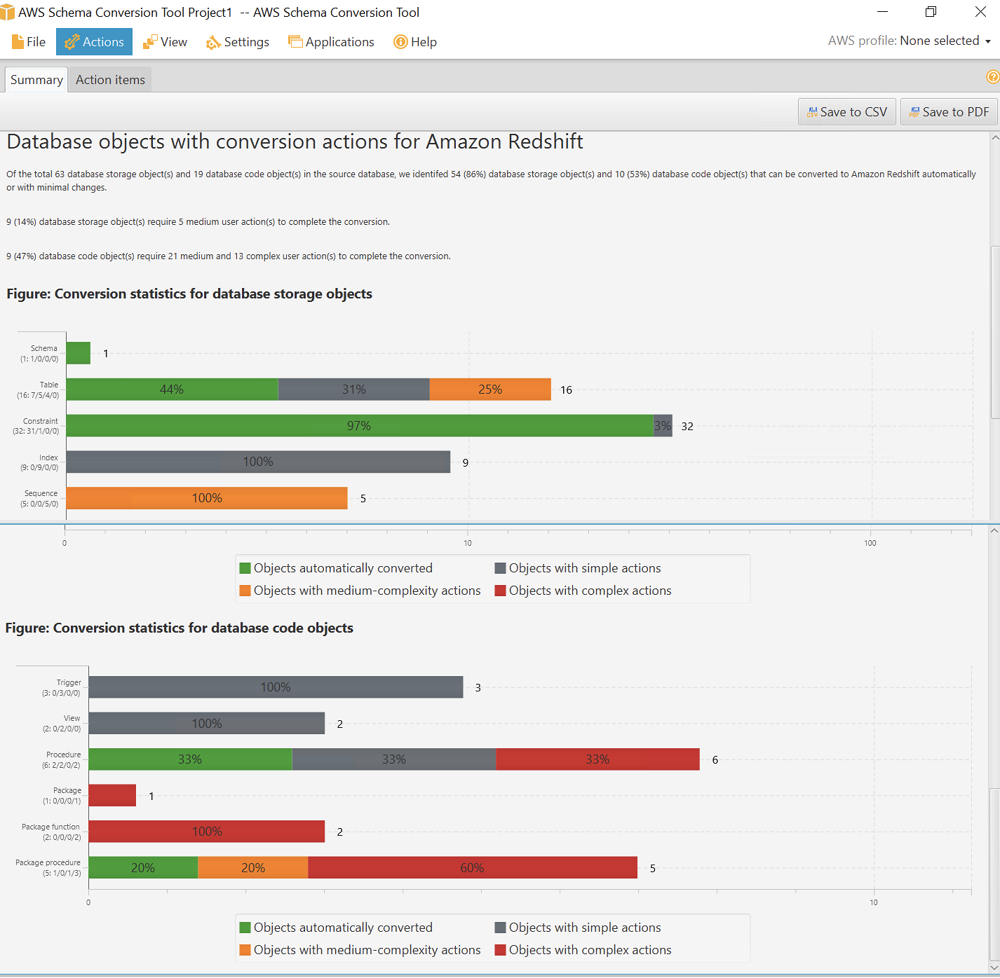 AWS Schema Conversion Tool Project1 -- AWS Schema Conversion Tool
File Actions View Settings Applications Help AWS profile: None selected
Summary Action items
Save to CSV Save to PDF
Database objects with conversion actions for Amazon Redshift
Of the total 63 database storage object(s) and 19 database code object(s) in the source database, we identifed 54 (86%) database storage object(s) and 10 (53%) database code object(s) that can be converted to Amazon Redshift automatically
or with minimal changes.
9 (14%) database storage object(s) require 5 medium user action(s) to complete the conversion.
9 (47%) database code object(s) require 21 medium and 13 complex user action(s) to complete the conversion.
Figure: Conversion statistics for database storage objects
Schema
(1: 1/0/0/0)
1
Table
(16: 7/5/4/0)
44% 31% 25% 16
Constraint
(32: 31/1/0/0)
97% 3% 32
Index
(9: 0/9/0/0)
100% 9
Sequence
(5: 0/0/5/0)
100% 5
0 10 100
Objects automatically converted Objects with simple actions
Objects with medium-complexity actions Objects with complex actions
Figure: Conversion statistics for database code objects
Trigger
(3: 0/3/0/0)
100% 3
View
(2: 0/2/0/0)
100% 2
Procedure
(6: 2/2/0/2)
33% 33% 33% 6
Package
(1: 0/0/0/1)
1
Package function
(2: 0/0/0/2)
100% 2
Package procedure
(5: 1/0/1/3)
20% 20% 60% 5
0 10
Objects automatically converted Objects with simple actions
Objects with medium-complexity actions Objects with complex actions